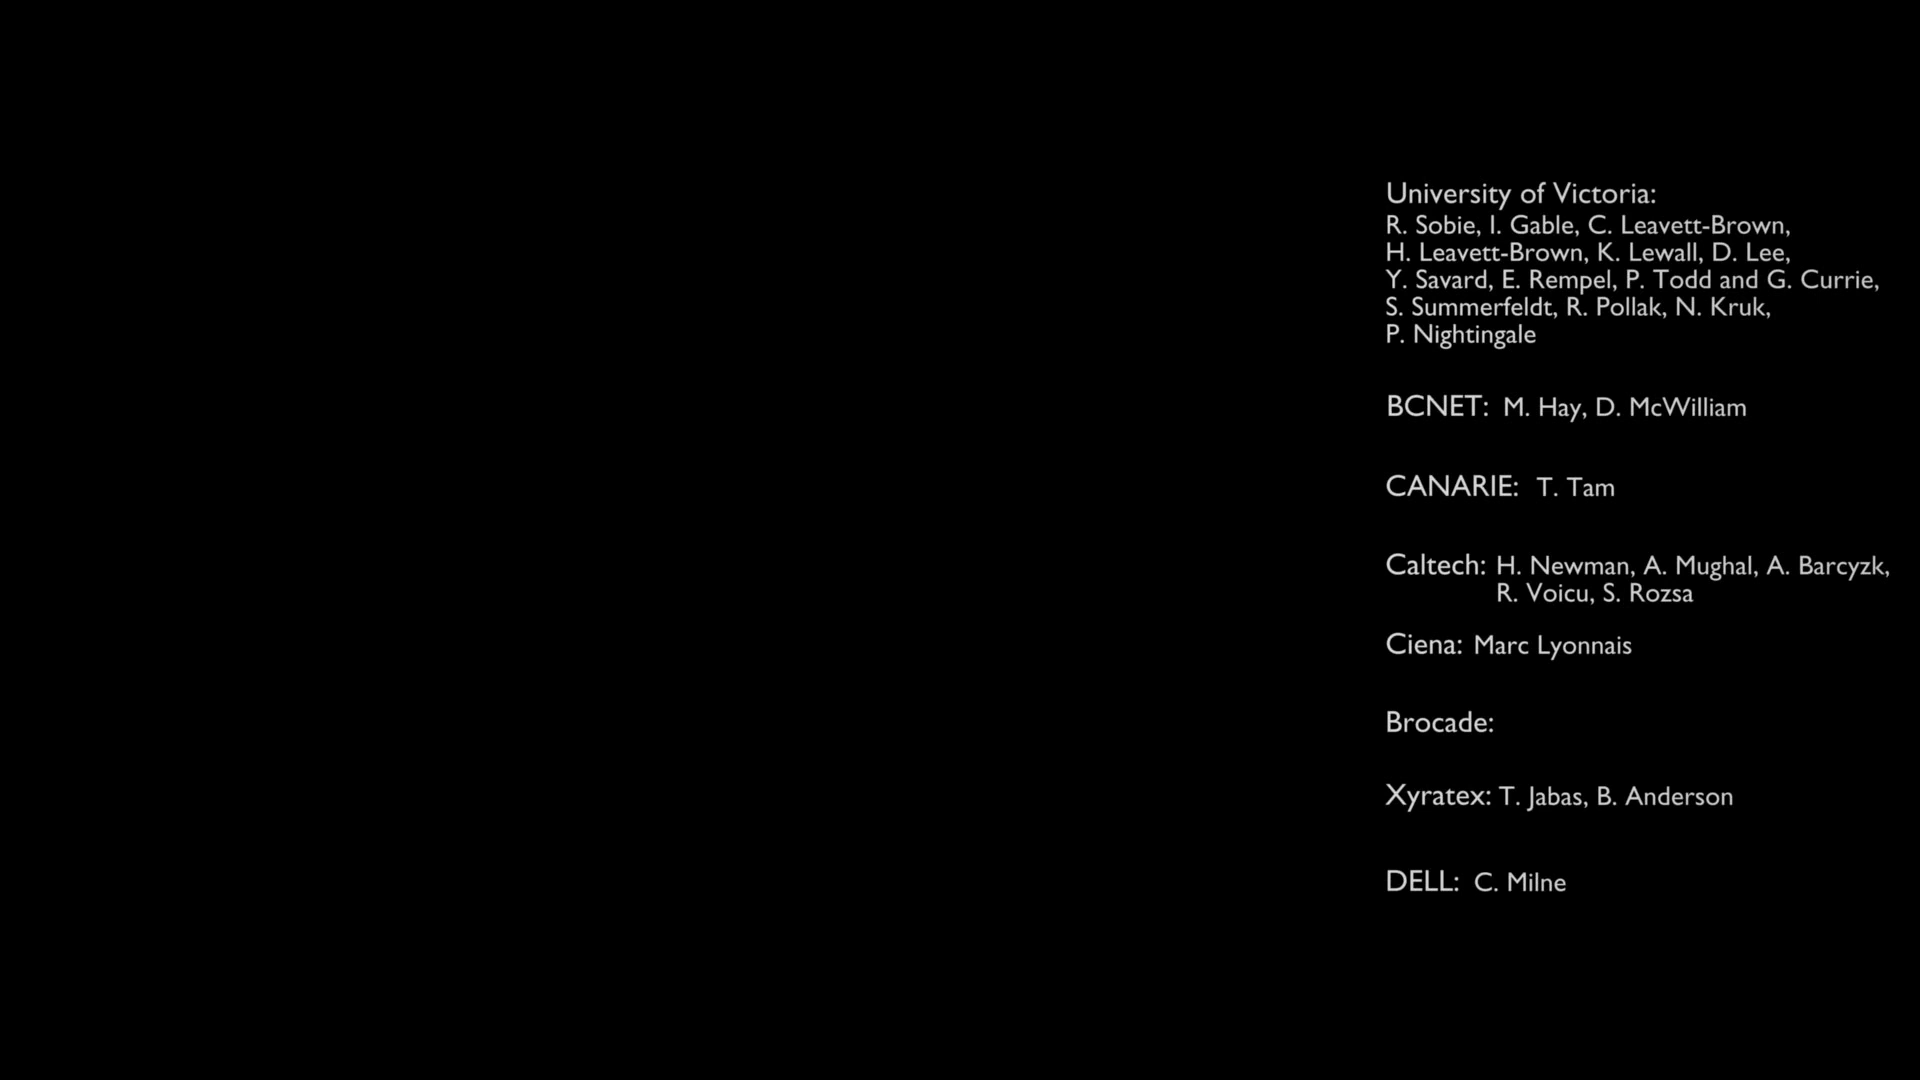 University of Victoria:
R. Sobie, I. Gable, C. Leavett-Brown,
H. Leavett-Brown, K. Lewall, D. Lee,
Y. Savard, E. Rempel, P. Todd and G. Currie,
S. Summerfeldt, R. Pollak, N. Kruk,
P. Nightingale
BCNET: M. Hay, D. McWilliam
CANARIE: T. Tam
Caltech: H. Newman, A. Mughal, A. Barcyzk,
R. Voicu, S. Rozsa
Ciena: Marc Lyonnais
Brocade:
Xyratex: T. Jabas, B. Anderson
DELL: C. Milne